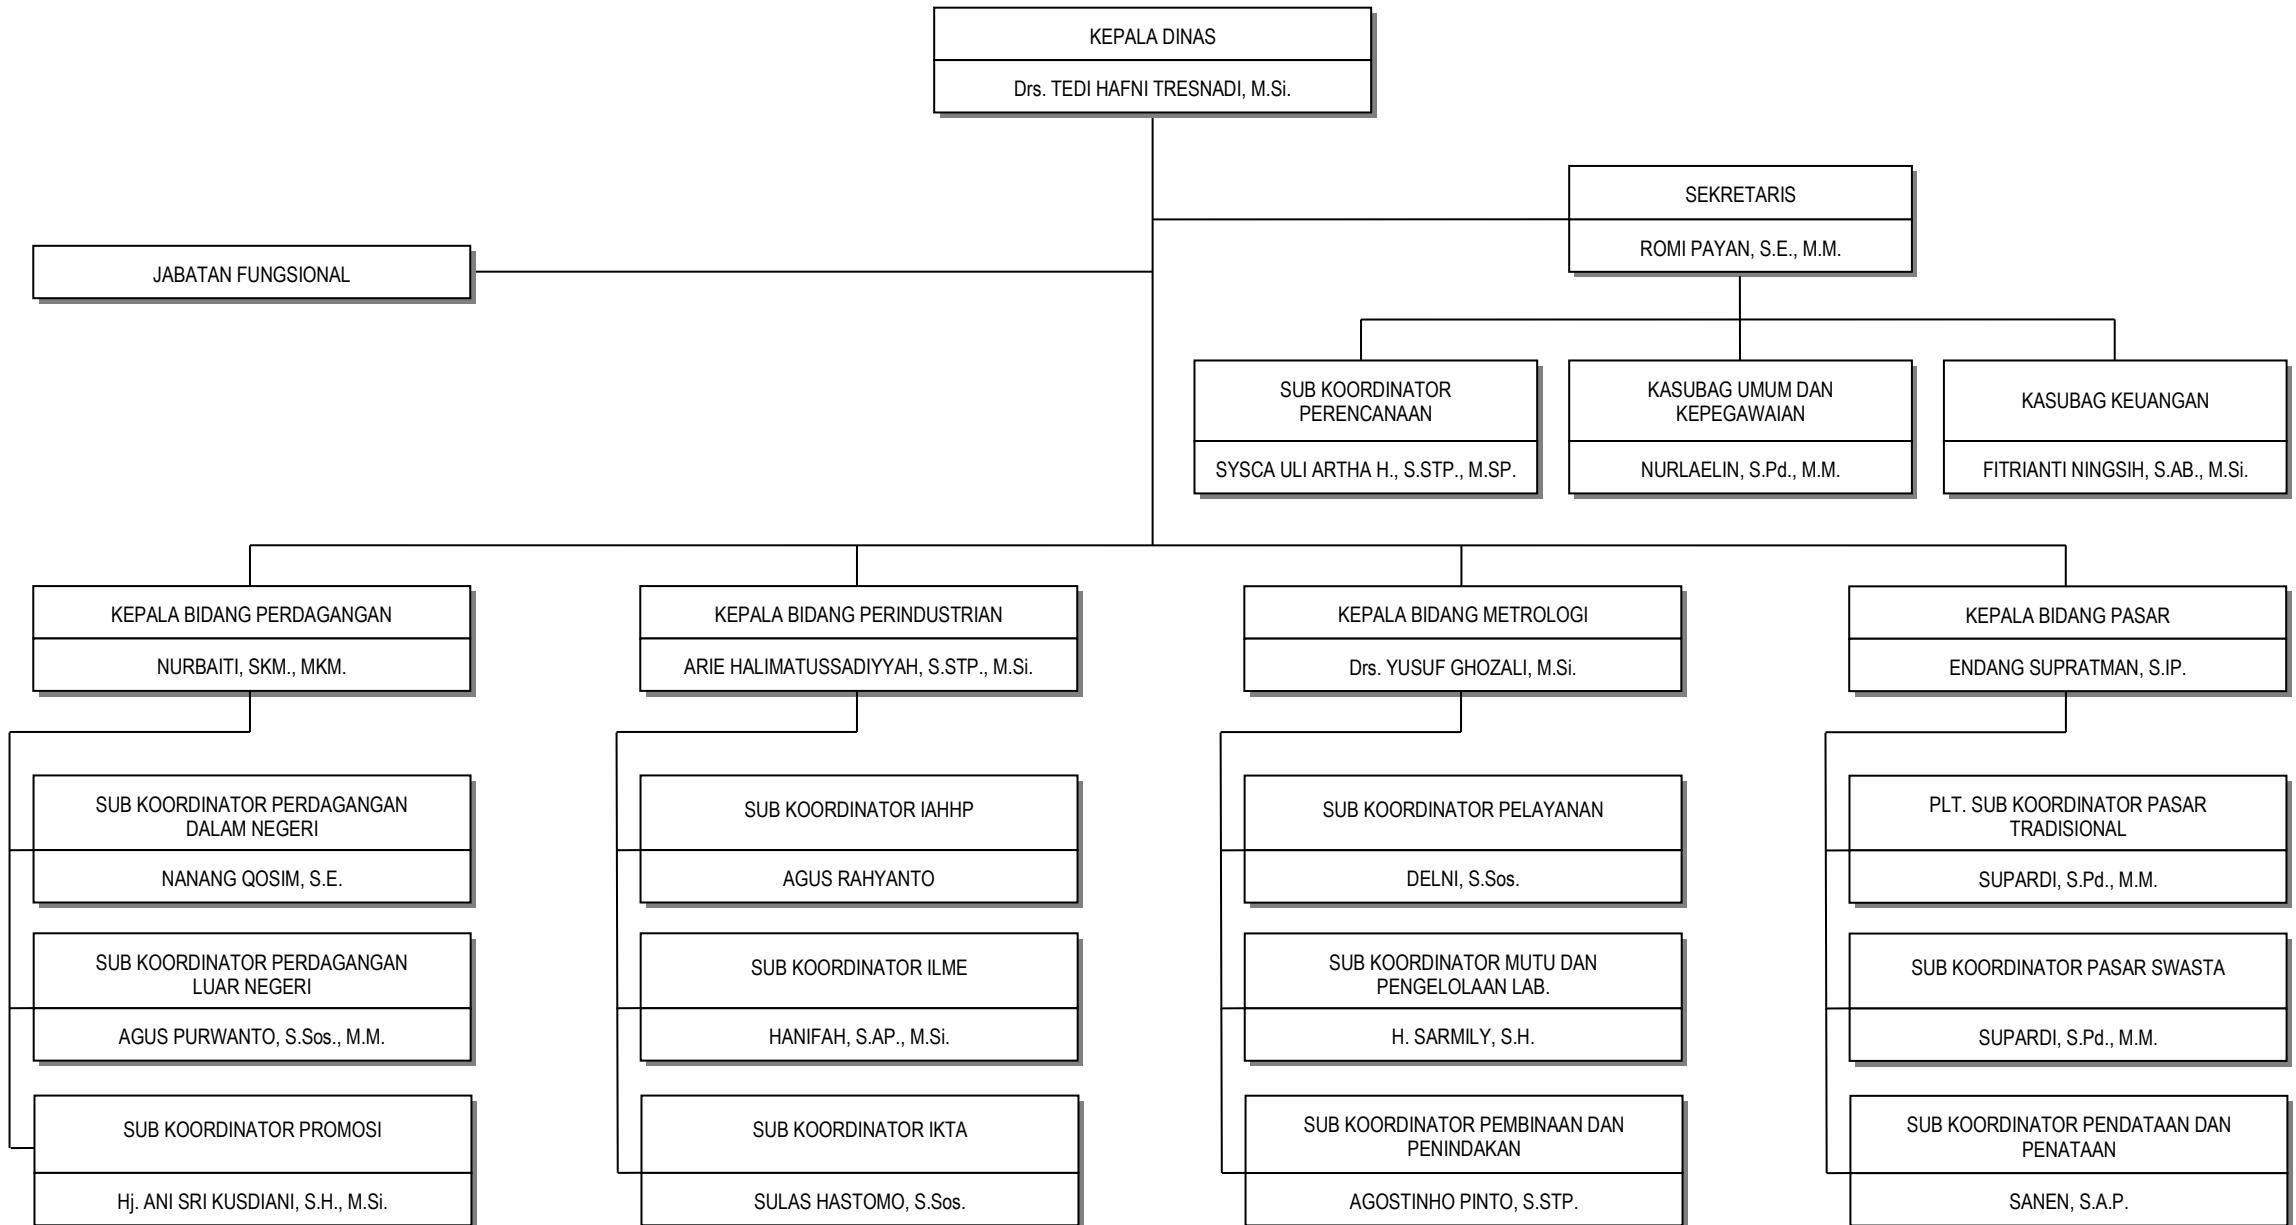 KEPALA DINAS
Drs. TEDI HAFNI TRESNADI, M.Si.
SEKRETARIS
ROMI PAYAN, S.E., M.M.
JABATAN FUNGSIONAL
SUB KOORDINATOR
PERENCANAAN
SYSCA ULI ARTHA H., S.STP., M.SP.
KASUBAG UMUM DAN
KEPEGAWAIAN
NURLAELIN, S.Pd., M.M.
KASUBAG KEUANGAN
FITRIANTI NINGSIH, S.AB., M.Si.
KEPALA BIDANG PERDAGANGAN
NURBAITI, SKM., MKM.
KEPALA BIDANG PERINDUSTRIAN
ARIE HALIMATUSSADIYYAH, S.STP., M.Si.
KEPALA BIDANG METROLOGI
Drs. YUSUF GHOZALI, M.Si.
KEPALA BIDANG PASAR
ENDANG SUPRATMAN, S.IP.
SUB KOORDINATOR PERDAGANGAN
DALAM NEGERI
NANANG QOSIM, S.E.
SUB KOORDINATOR IAHHP
AGUS RAHYANTO
SUB KOORDINATOR PELAYANAN
DELNI, S.Sos.
PLT. SUB KOORDINATOR PASAR
TRADISIONAL
SUPARDI, S.Pd., M.M.
SUB KOORDINATOR PERDAGANGAN
LUAR NEGERI
AGUS PURWANTO, S.Sos., M.M.
SUB KOORDINATOR ILME
HANIFAH, S.AP., M.Si.
SUB KOORDINATOR MUTU DAN
PENGELOLAAN LAB.
H. SARMILY, S.H.
SUB KOORDINATOR PASAR SWASTA
SUPARDI, S.Pd., M.M.
SUB KOORDINATOR PROMOSI
Hj. ANI SRI KUSDIANI, S.H., M.Si.
SUB KOORDINATOR IKTA
SULAS HASTOMO, S.Sos.
SUB KOORDINATOR PEMBINAAN DAN
PENINDAKAN
AGOSTINHO PINTO, S.STP.
SUB KOORDINATOR PENDATAAN DAN
PENATAAN
SANEN, S.A.P.